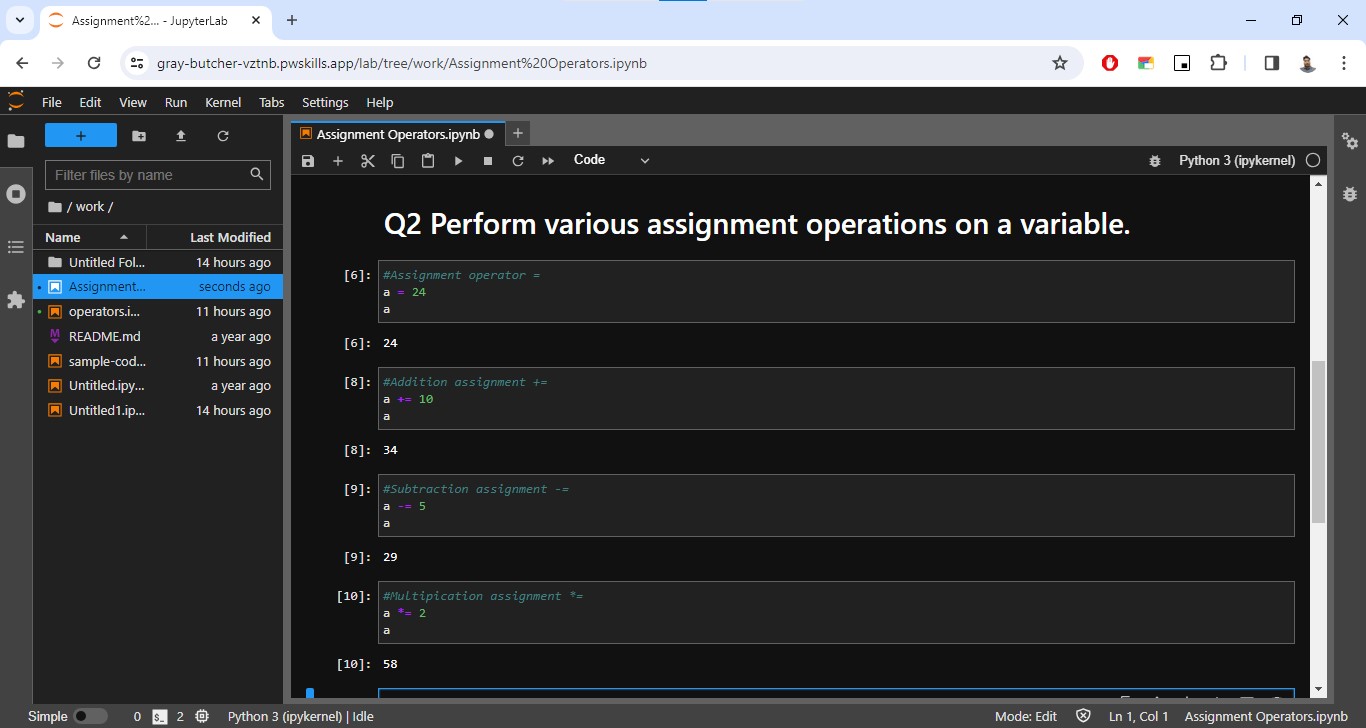 Assignment%2... - JupyterLab
gray-butcher-vztnb.pwskills.app/lab/tree/work/Assignment%20Operators.ipynb
File Edit View Run Kernel Tabs Settings Help
Filter files by name
/ work /
Name Last Modified
Untitled Fol... 14 hours ago
Assignment... seconds ago
operators.i... 11 hours ago
README.md a year ago
sample-cod... 11 hours ago
Untitled.ipy... a year ago
Untitled1.ip... 14 hours ago
Assignment Operators.ipynb
Code
Python 3 (ipykernel)
Q2 Perform various assignment operations on a variable.
[6]: #Assignment operator =
a = 24
a
[6]: 24
[8]: #Addition assignment +=
a += 10
a
[8]: 34
[9]: #Subtraction assignment -=
a -= 5
a
[9]: 29
[10]: #Multipication assignment *=
a *= 2
a
[10]: 58
Simple 0 $_ 2 Python 3 (ipykernel) | Idle
Mode: Edit Ln 1, Col 1 Assignment Operators.ipynb